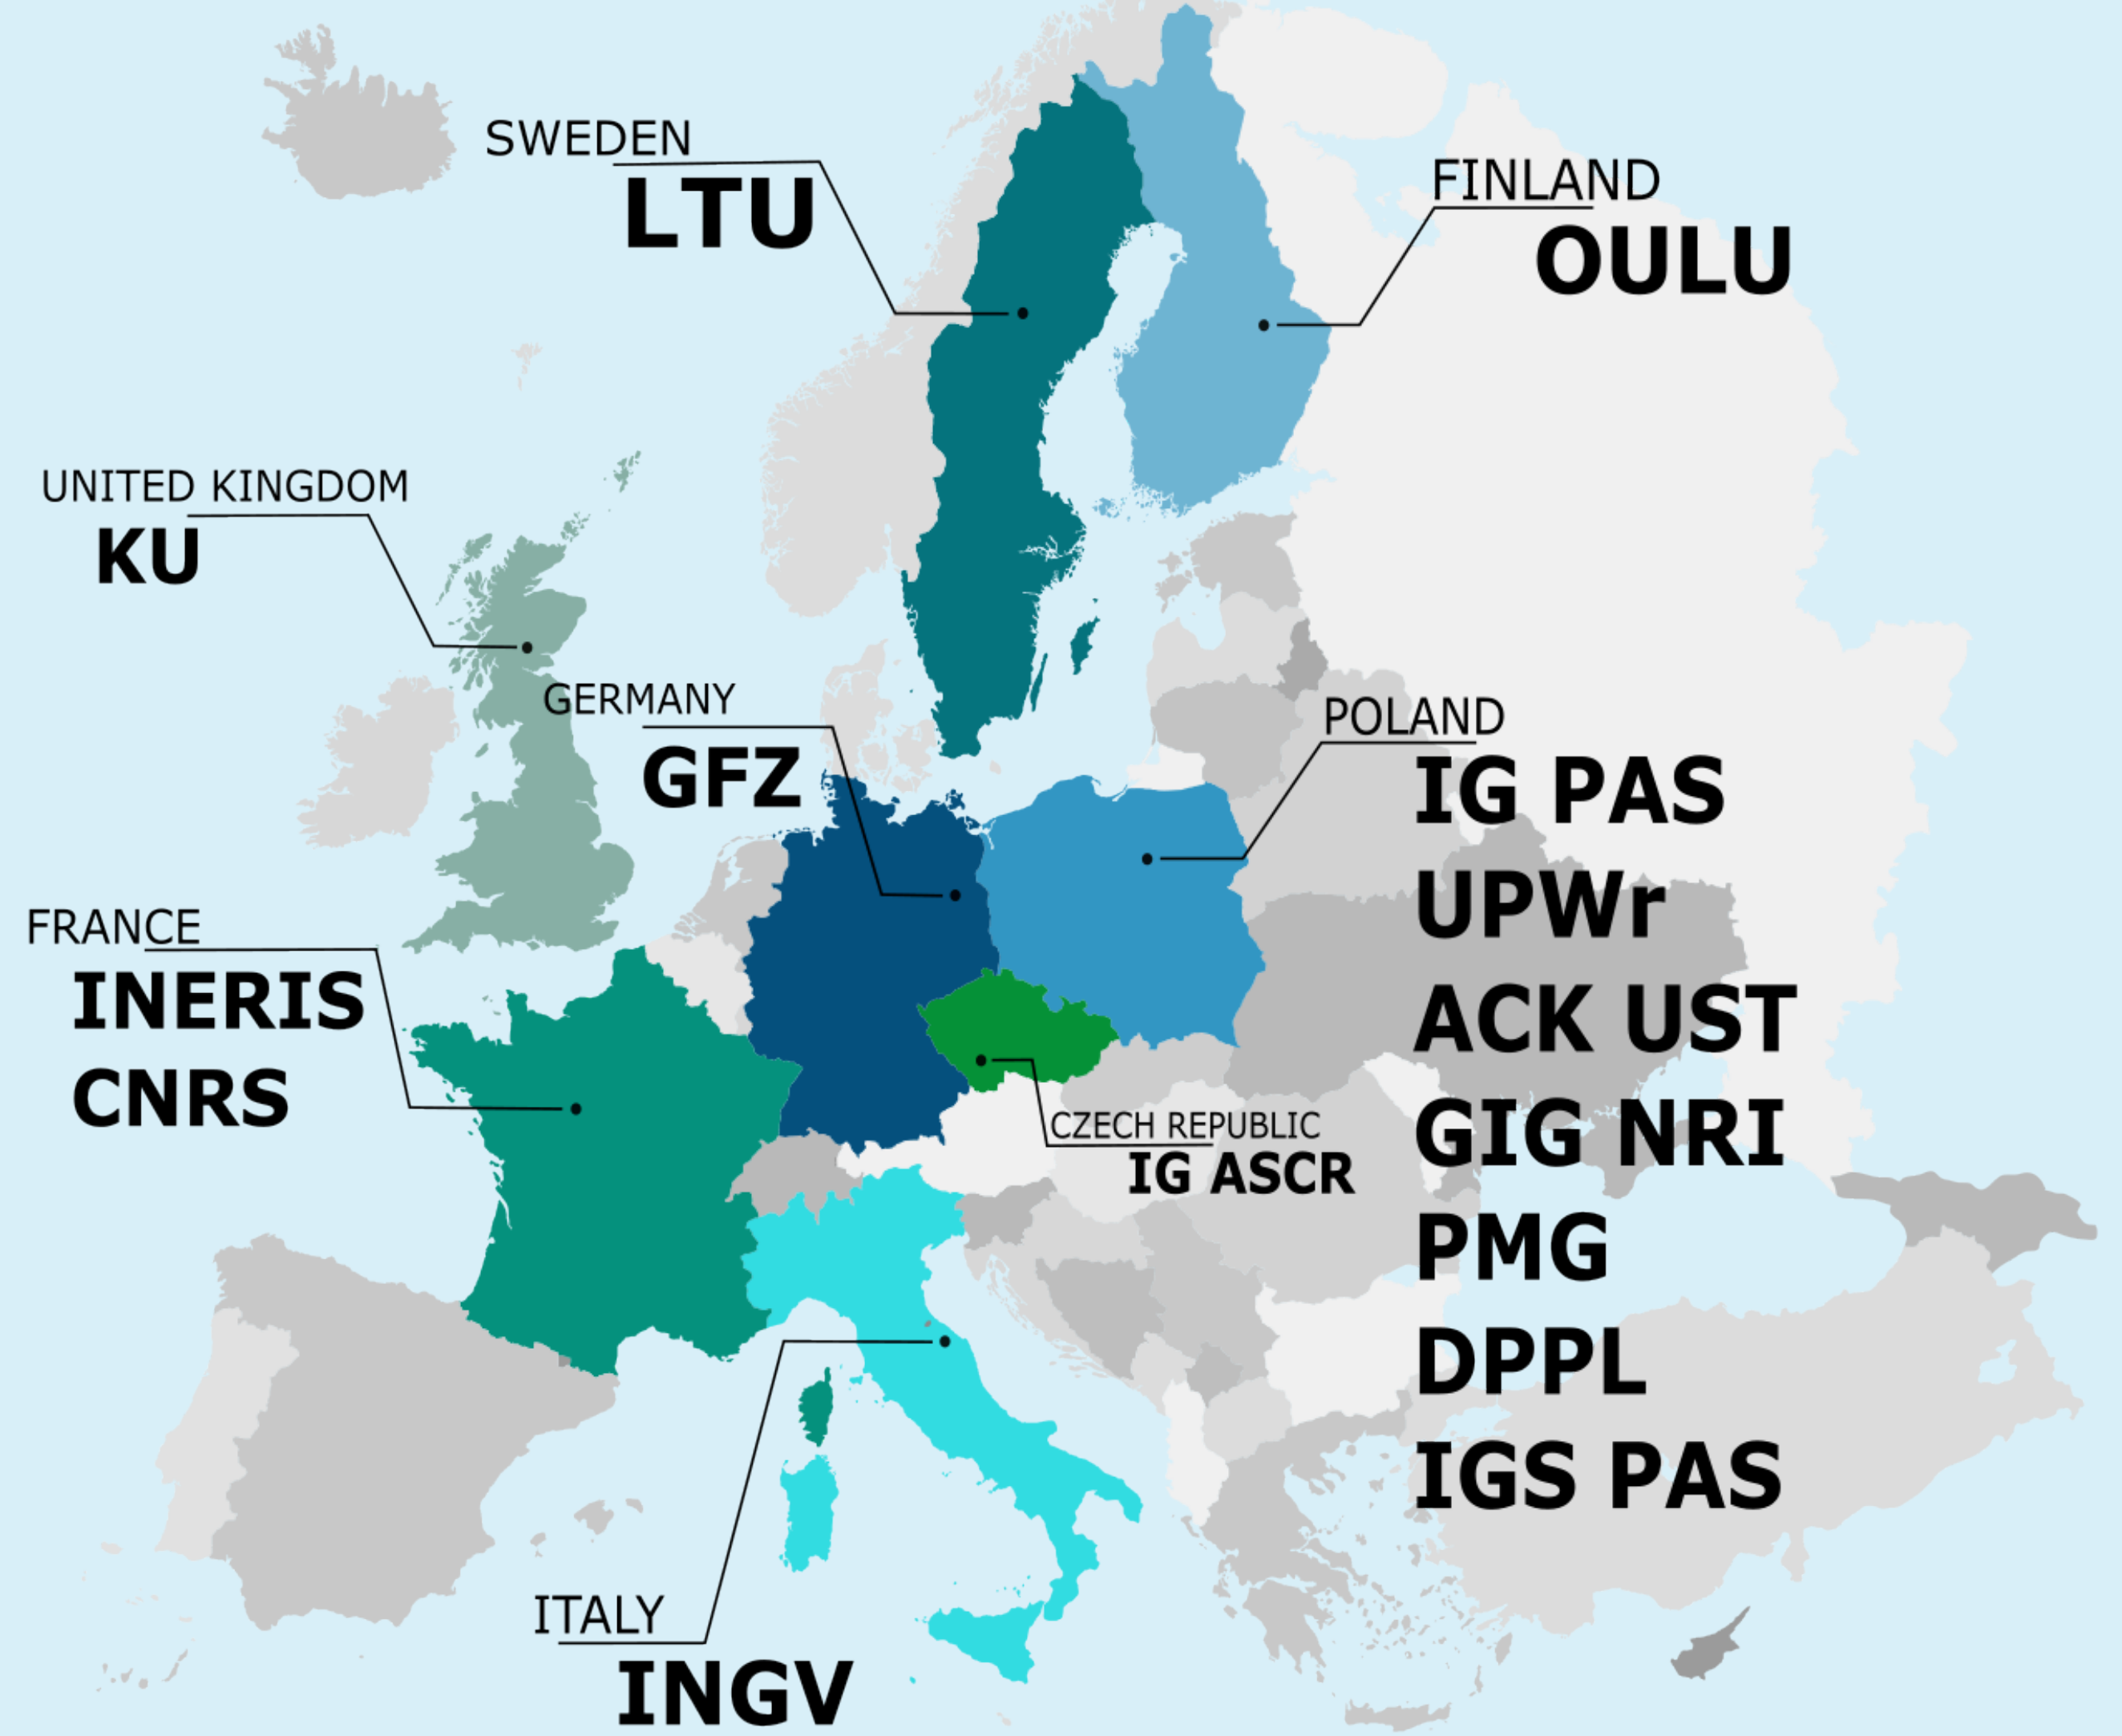 SWEDEN
LTU
FINLAND
OULU
UNITED KINGDOM
KU
GERMANY
GFZ
POLAND
IG PAS
UPWr
ACK UST
GIG NRI
PMG
DPPL
IGS PAS
FRANCE
INERIS
CNRS
CZECH REPUBLIC
IG ASCR
ITALY
INGV